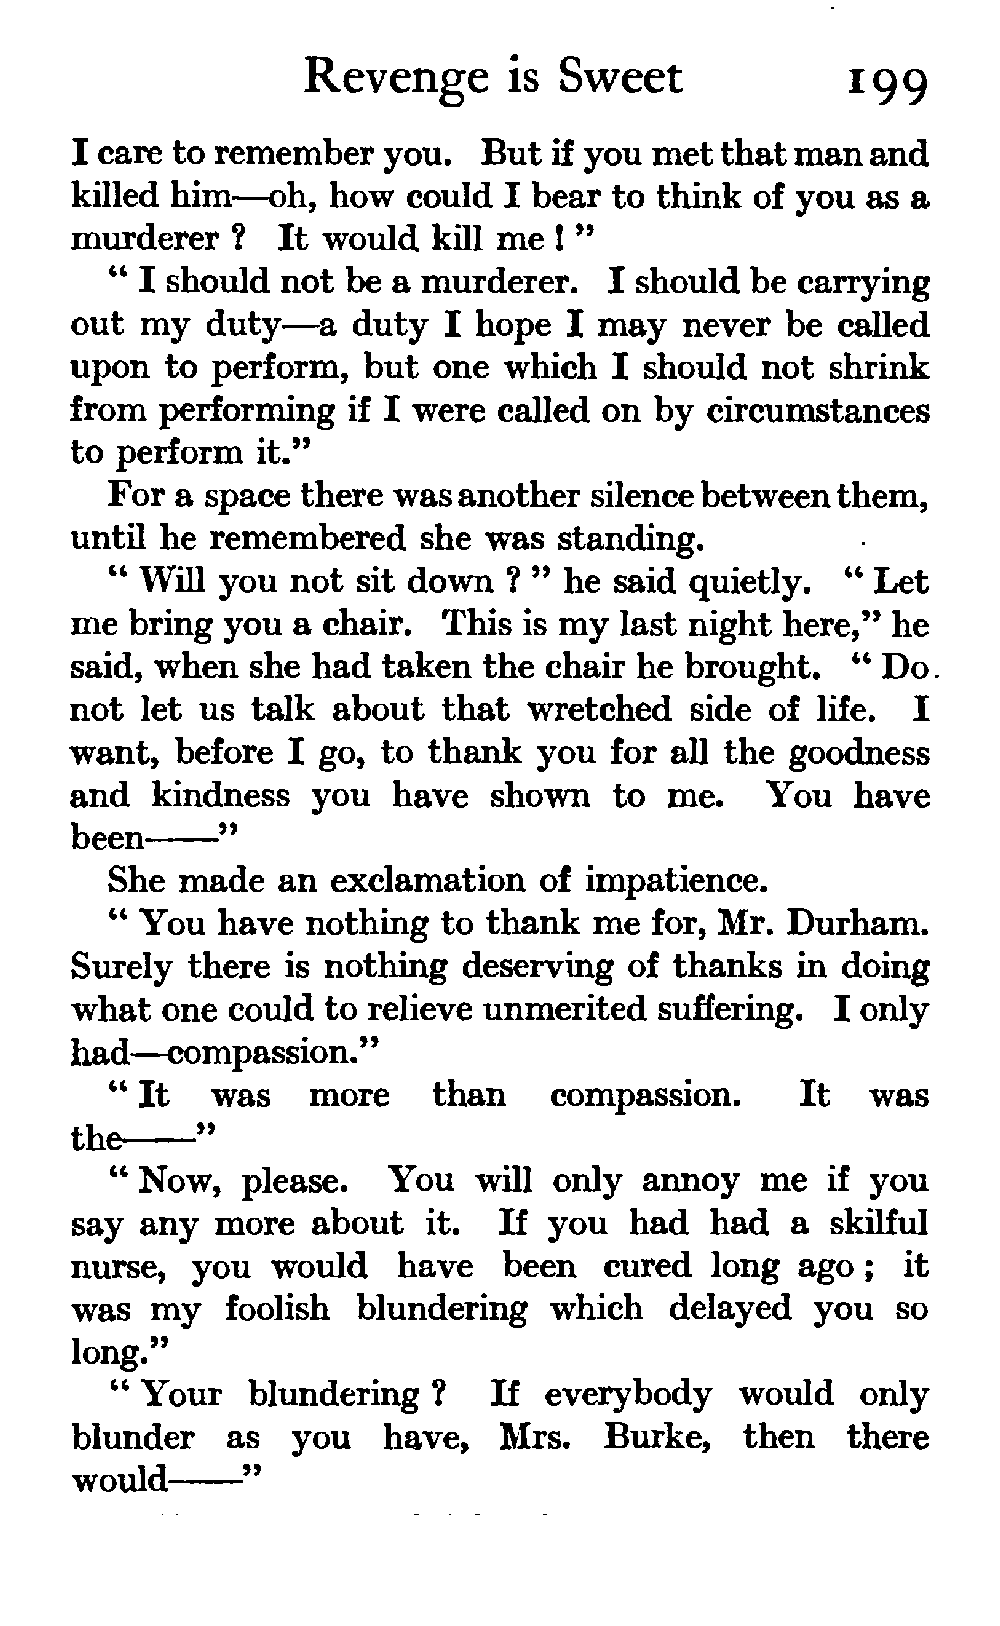 Revenge is Sweet 199
I care to remember you. But if you met that man and
killed him—oh, how could I bear to think of you as a
murderer ? It would kill me ! ”
“ I should not be a murderer. I should be carrying
out my duty—a duty I hope I may never be called
upon to perform, but one which I should not shrink
from performing if I were called on by circumstances
to perform it.”
For a space there was another silence between them,
until he remembered she was standing.
“ Will you not sit down ? ” he said quietly. “ Let
me bring you a chair. This is my last night here,” he
said, when she had taken the chair he brought. “ Do
not let us talk about that wretched side of life. I
want, before I go, to thank you for all the goodness
and kindness you have shown to me. You have
been——”
She made an exclamation of impatience.
“ You have nothing to thank me for, Mr. Durham.
Surely there is nothing deserving of thanks in doing
what one could to relieve unmerited suffering. I only
had—compassion.”
“ It was more than compassion. It was
the——”
“ Now, please. You will only annoy me if you
say any more about it. If you had had a skilful
nurse, you would have been cured long ago ; it
was my foolish blundering which delayed you so
long.”
“ Your blundering ? If everybody would only
blunder as you have, Mrs. Burke, then there
would——”